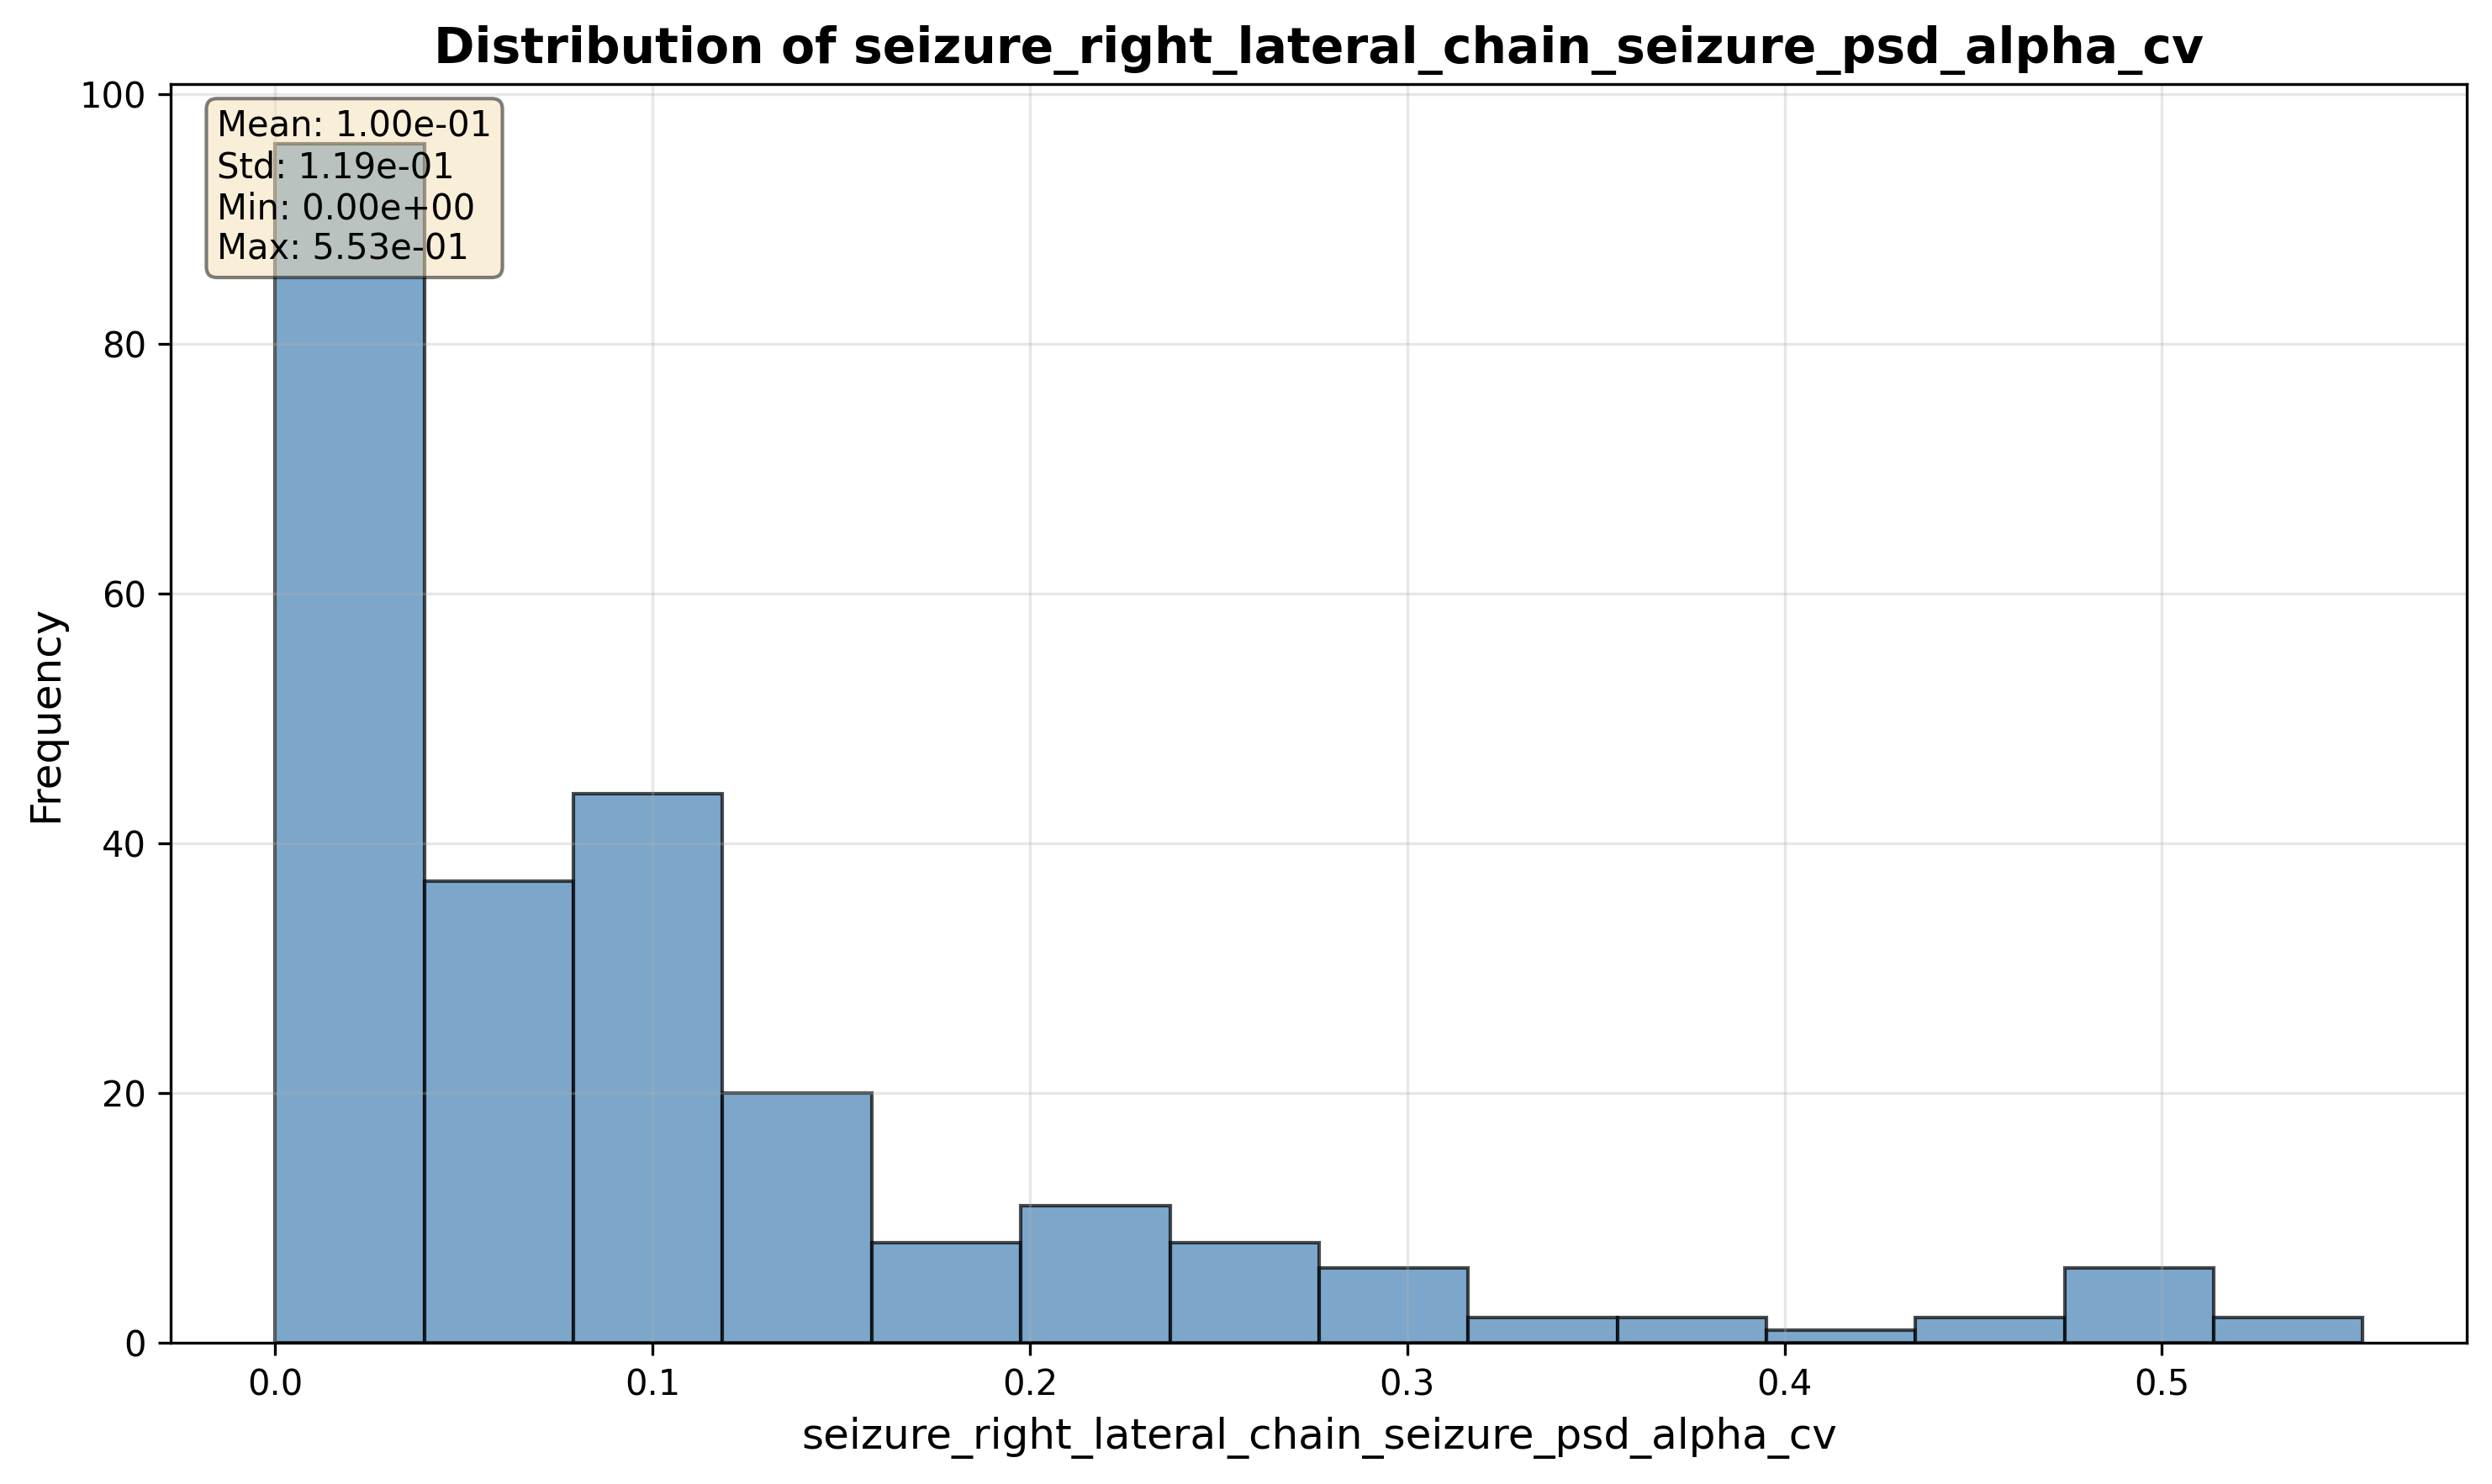 Distribution of seizure_right_lateral_chain_seizure_psd_alpha_cv
Mean: 1.00e-01
Std: 1.19e-01
Min: 0.00e+00
Max: 5.53e-01
Frequency
100
80
60
40
20
0
0.0 0.1 0.2 0.3 0.4 0.5
seizure_right_lateral_chain_seizure_psd_alpha_cv